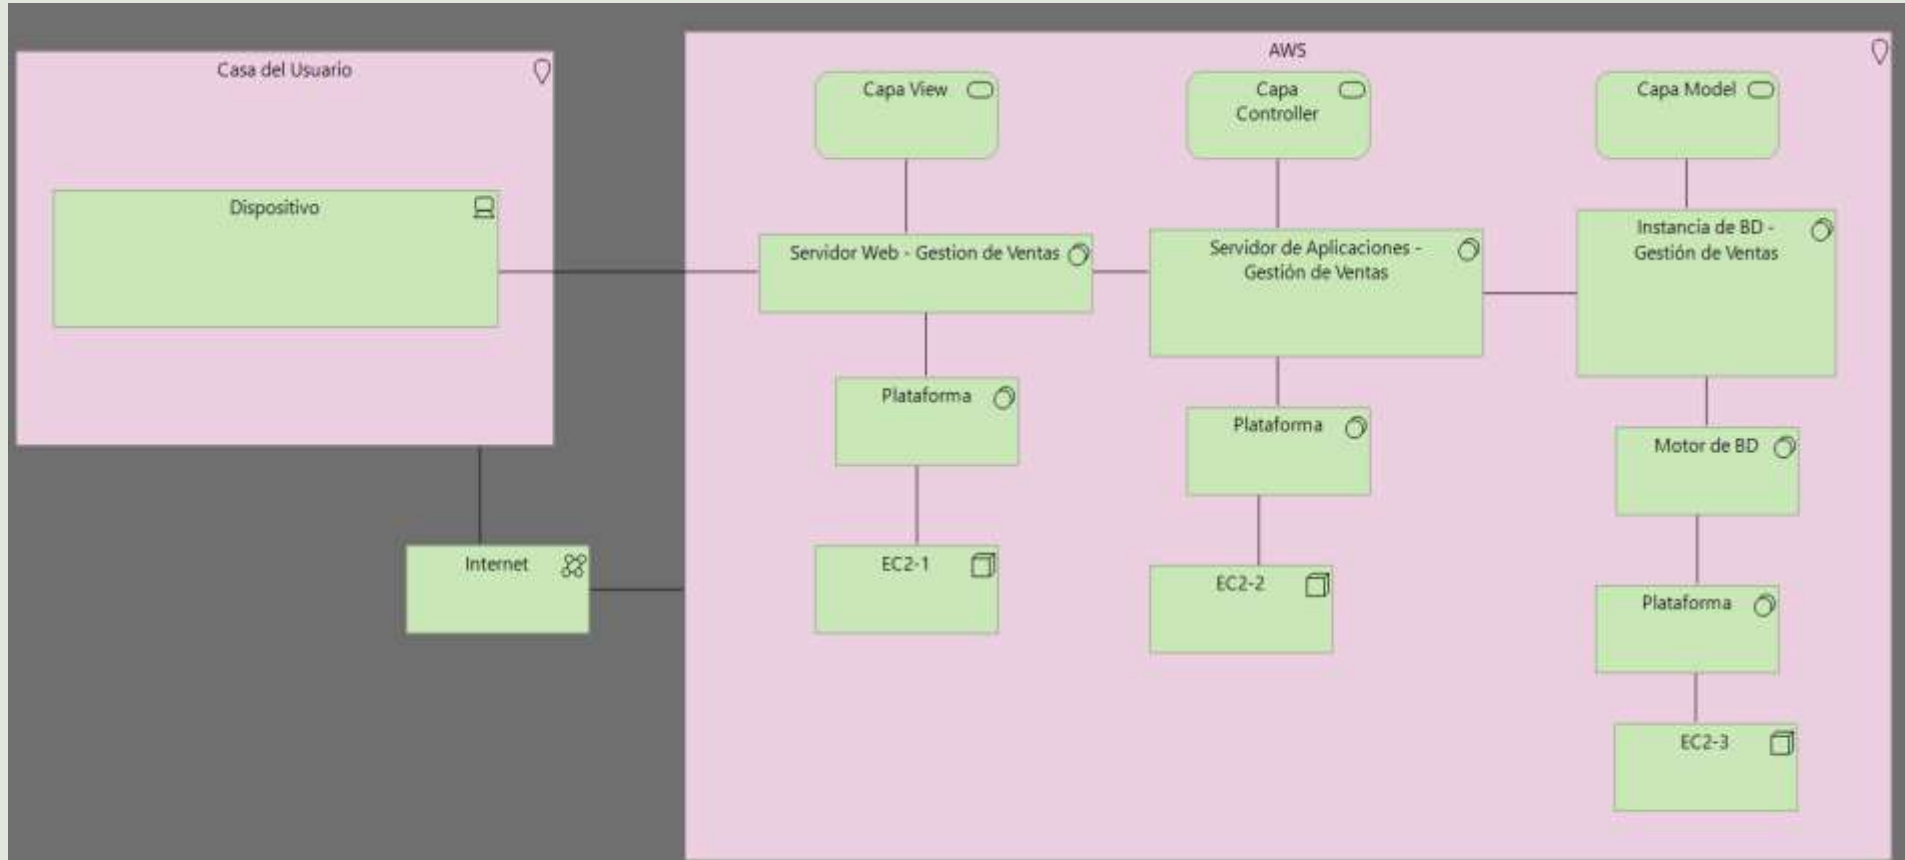 Casa del Usuario
Dispositivo
Internet
AWS
Capa View
Servidor Web - Gestion de Ventas
Plataforma
EC2-1
Capa
Controller
Servidor de Aplicaciones -
Gestión de Ventas
Plataforma
EC2-2
Capa Model
Instancia de BD -
Gestión de Ventas
Motor de BD
Plataforma
EC2-3